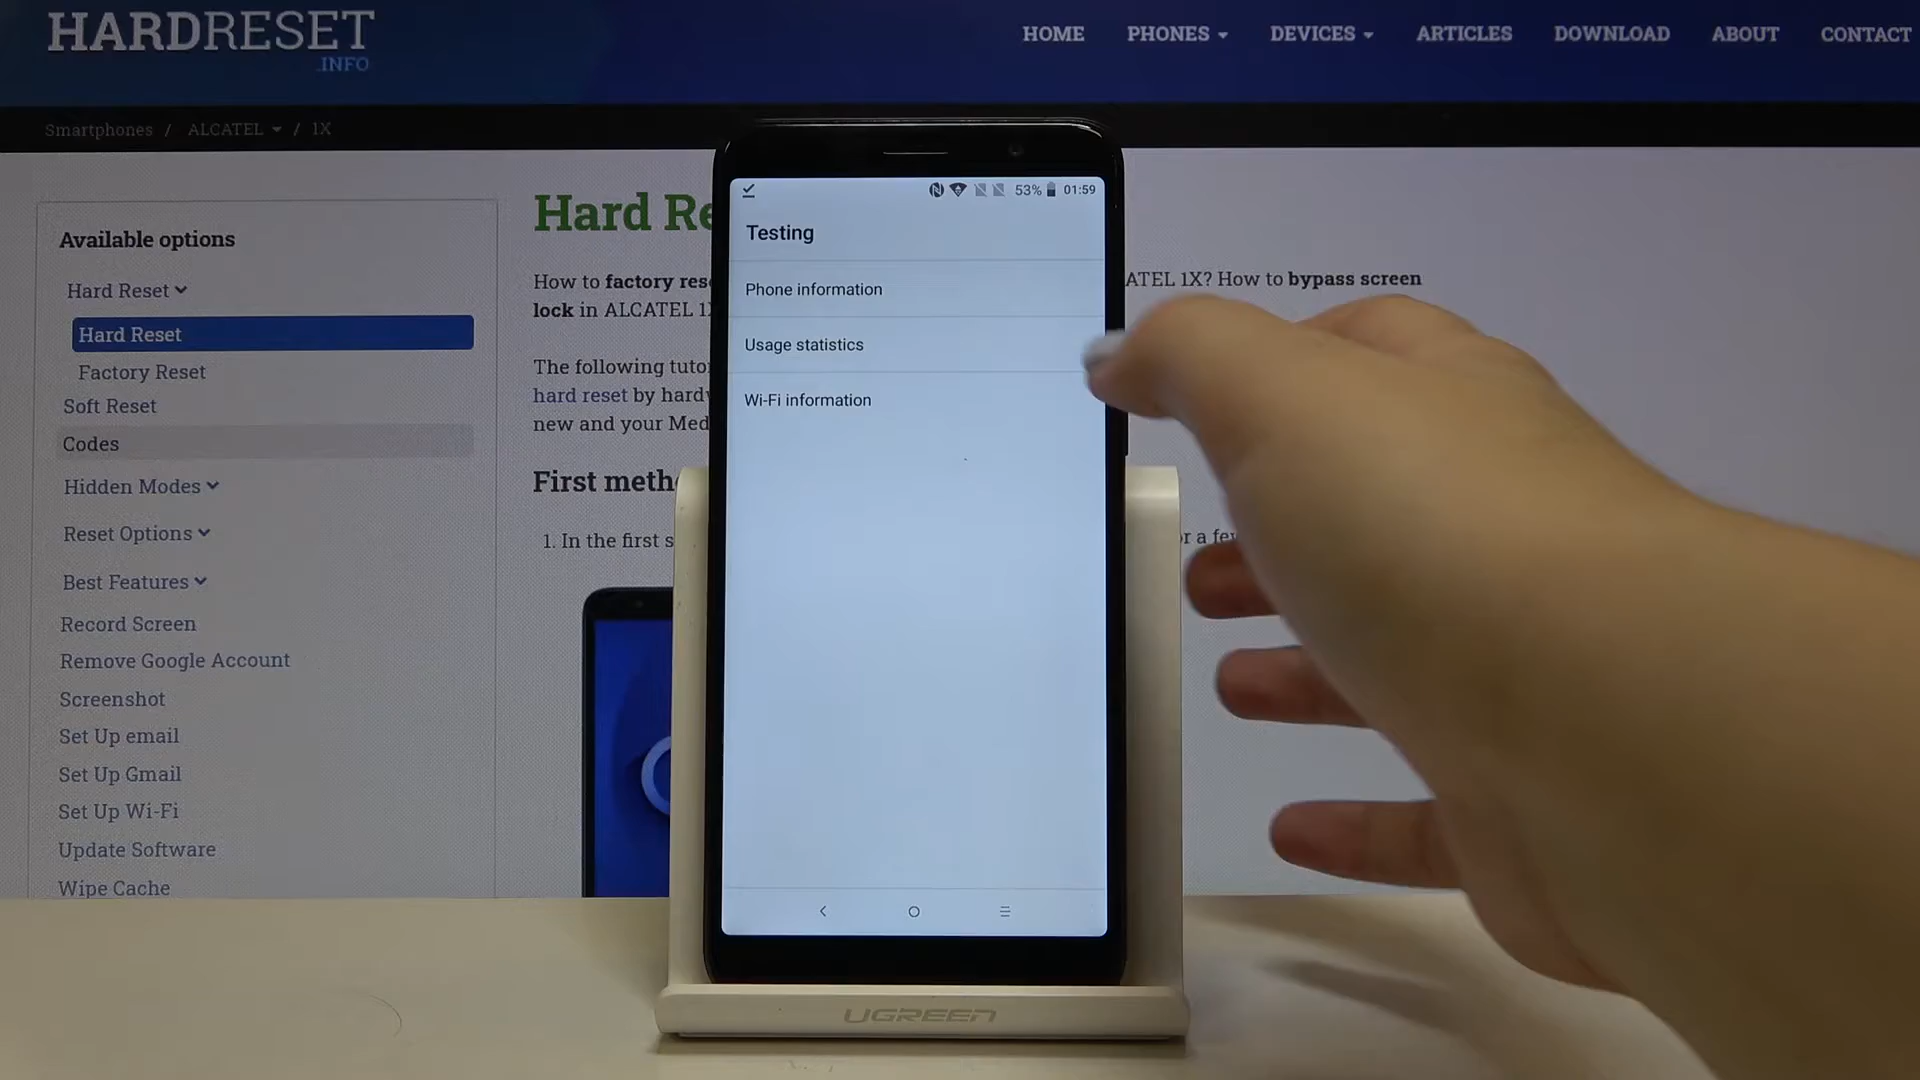 HARDRESET
.INFO
HOME PHONES DEVICES ARTICLES DOWNLOAD ABOUT CONTACT
Smartphones / ALCATEL / 1X
Available options
Hard Reset
Hard Reset
Factory Reset
Soft Reset
Codes
Hidden Modes
Reset Options
Best Features
Record Screen
Remove Google Account
Screenshot
Set Up email
Set Up Gmail
Set Up Wi-Fi
Update Software
Wipe Cache
Hard Re
How to factory res ATEL 1X? How to bypass screen
lock in ALCATEL 1
The following tuto
hard reset by hard
new and your Med
First meth
1. In the first s or a few
53% 01:59
Testing
Phone information
Usage statistics
Wi-Fi information
UGREEN